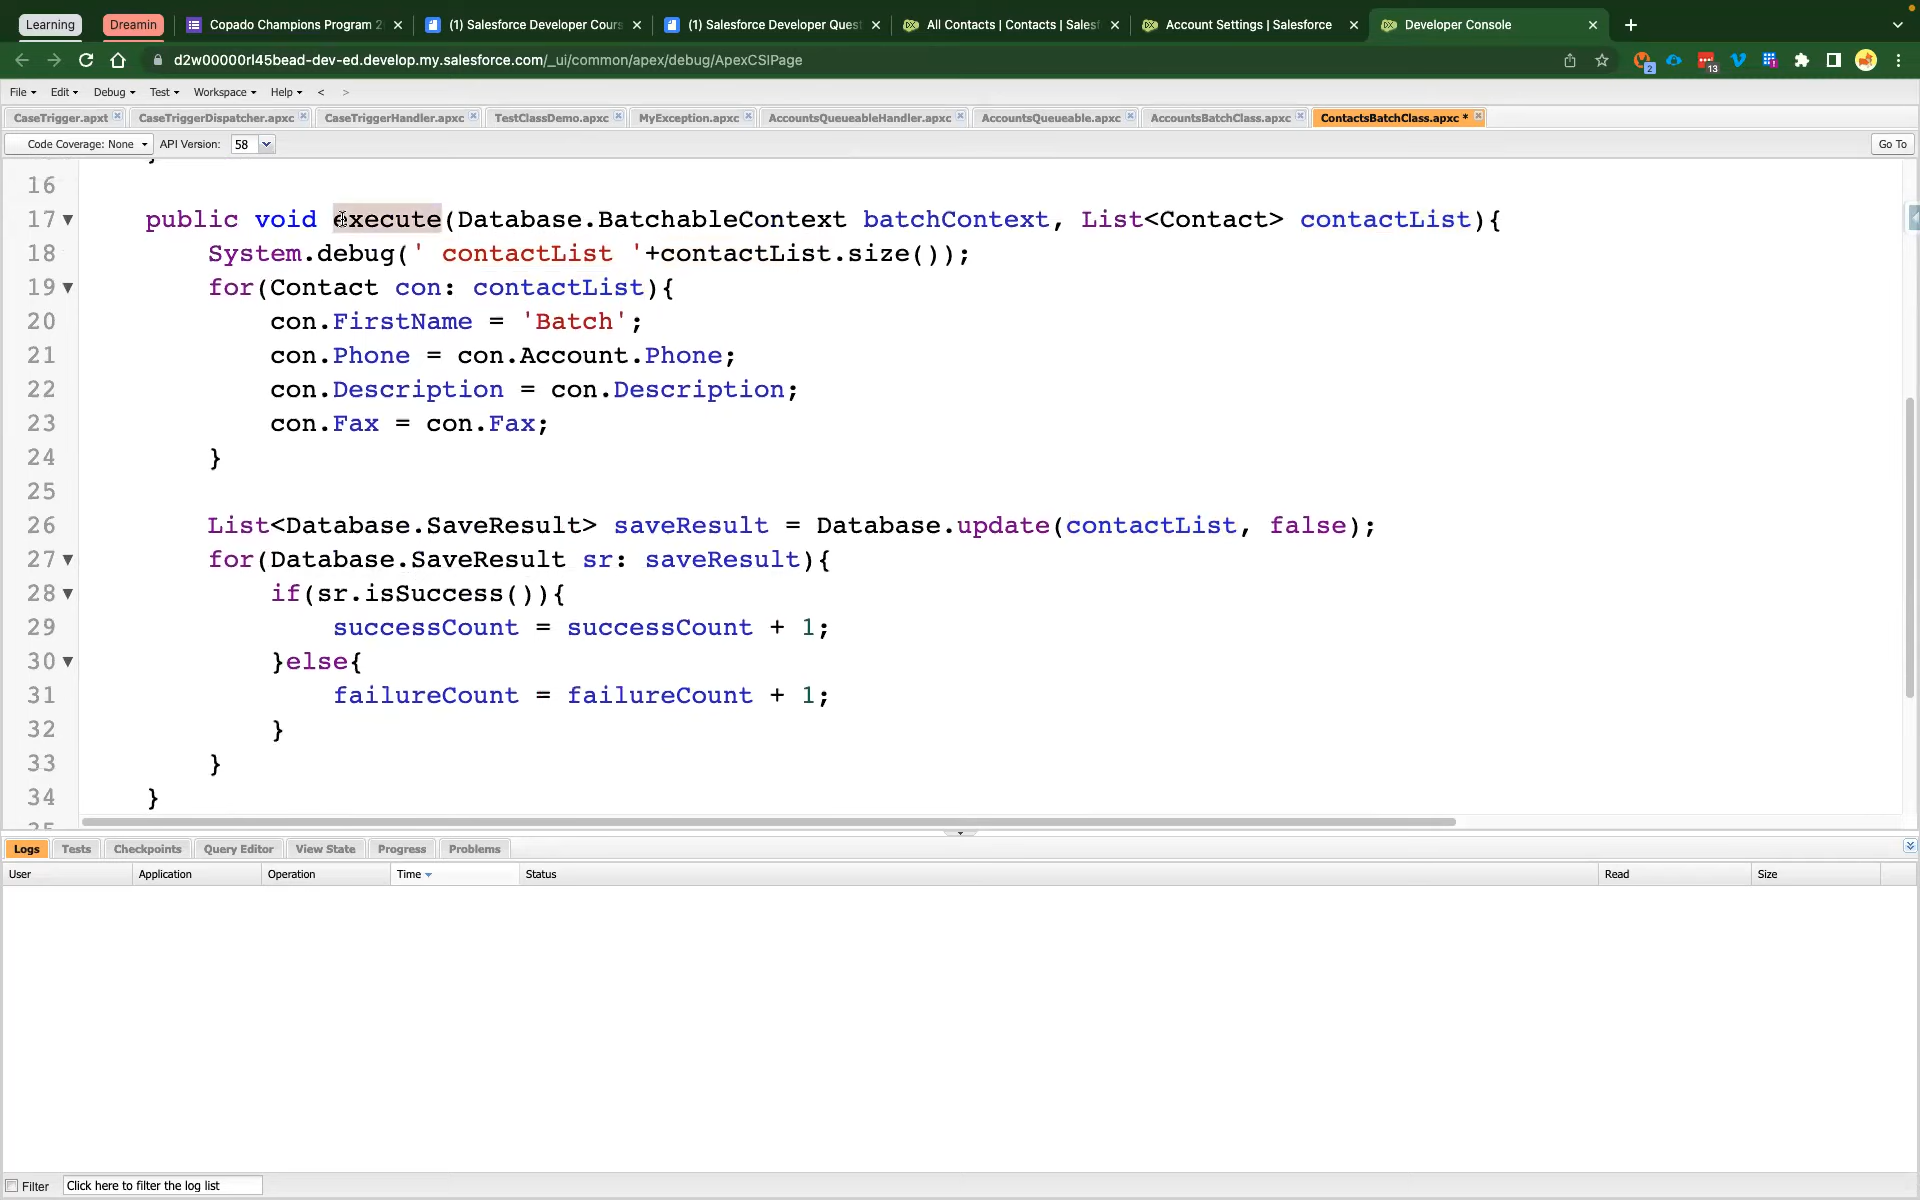 Learning
Dreamin
Copado Champions Program 2
(1) Salesforce Developer Cours
(1) Salesforce Developer Quest
All Contacts | Contacts | Salesf
Account Settings | Salesforce
Developer Console
d2w00000rl45bead-dev-ed.develop.my.salesforce.com/_ui/common/apex/debug/ApexCSIPage
2
13
File
Edit
Debug
Test
Workspace
Help
<
>
CaseTrigger.apxt
CaseTriggerDispatcher.apxc
CaseTriggerHandler.apxc
TestClassDemo.apxc
MyException.apxc
AccountsQueueableHandler.apxc
AccountsQueueable.apxc
AccountsBatchClass.apxc
ContactsBatchClass.apxc *
Code Coverage: None
API Version:
58
Go To
16
17 public void execute(Database.BatchableContext batchContext, List<Contact> contactList){
18 System.debug(' contactList '+contactList.size());
19 for(Contact con: contactList){
20 con.FirstName = 'Batch';
21 con.Phone = con.Account.Phone;
22 con.Description = con.Description;
23 con.Fax = con.Fax;
24 }
25
26 List<Database.SaveResult> saveResult = Database.update(contactList, false);
27 for(Database.SaveResult sr: saveResult){
28 if(sr.isSuccess()){
29 successCount = successCount + 1;
30 }else{
31 failureCount = failureCount + 1;
32 }
33 }
34 }
Logs
Tests
Checkpoints
Query Editor
View State
Progress
Problems
User
Application
Operation
Time
Status
Read
Size
Filter
Click here to filter the log list